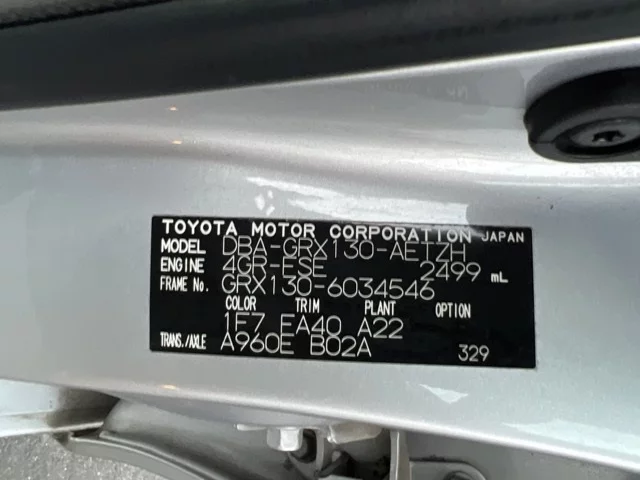 TOYOTA MOTOR CORPORATION JAPAN
MODEL DBA-GRX130-AETZH
ENGINE 4GR-FSE 2499 mL
FRAME No. GRX130-6034546
COLOR TRIM PLANT OPTION
1F7 EA40 A22
TRANS./AXLE A960E B02A 329